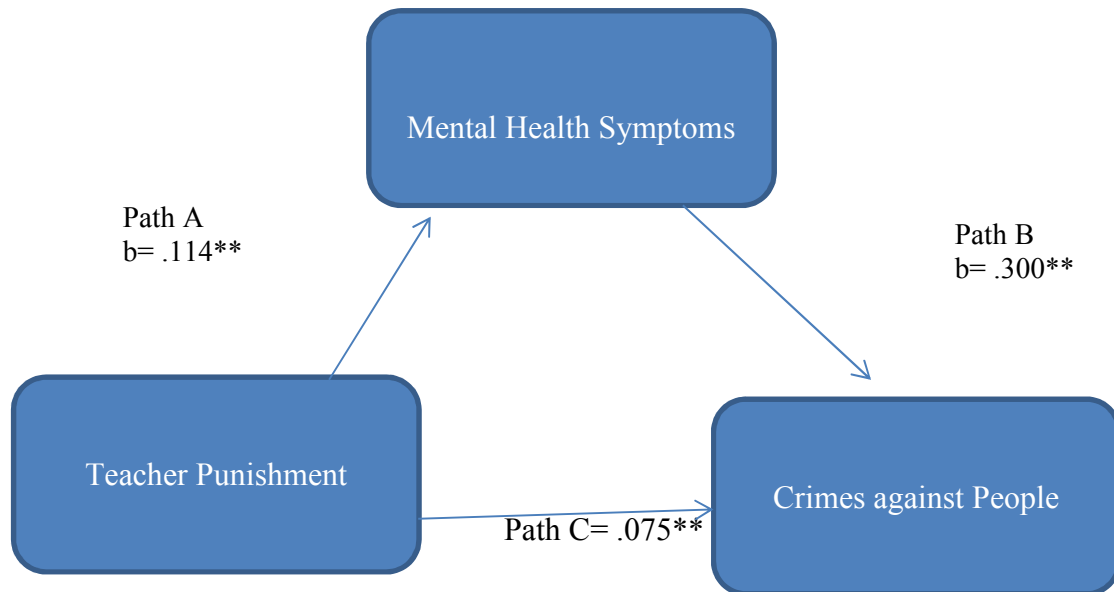 Mental Health Symptoms
Path A
b= .114**
Path B
b= .300**
Teacher Punishment
Crimes against People
Path C= .075**